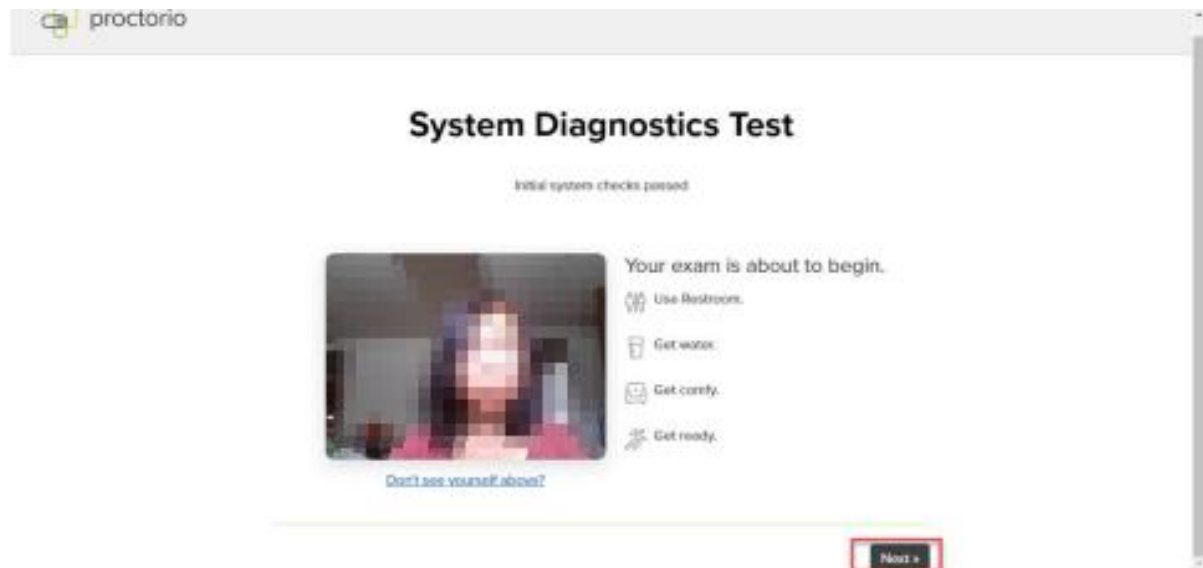 proctorio
System Diagnostics Test
Initial system checks passed
Your exam is about to begin.
Use Restroom.
Get water.
Get comfy.
Get ready.
Don't see yourself above?
Next »